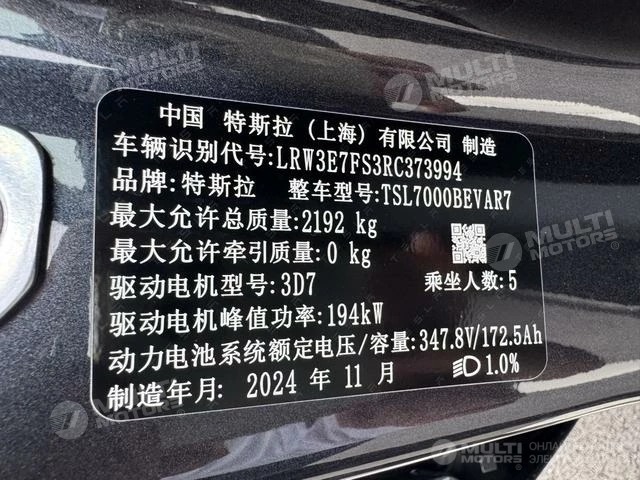 中国 特斯拉 (上海) 有限公司 制造
车辆识别代号:LRW3E7FS3RC373994
品牌:特斯拉 整车型号:TSL7000BEVAR7
最大允许总质量:2192 kg
最大允许牵引质量:0 kg
驱动电机型号:3D7 乘坐人数:5
驱动电机峰值功率:194kW
动力电池系统额定电压/容量:347.8V/172.5Ah
制造年月: 2024 年 11 月 1.0%
MULTI MOTORS
MULTI MOTORS
MULTI MOTORS
MULTI MOTORS
MULTI MOTORS